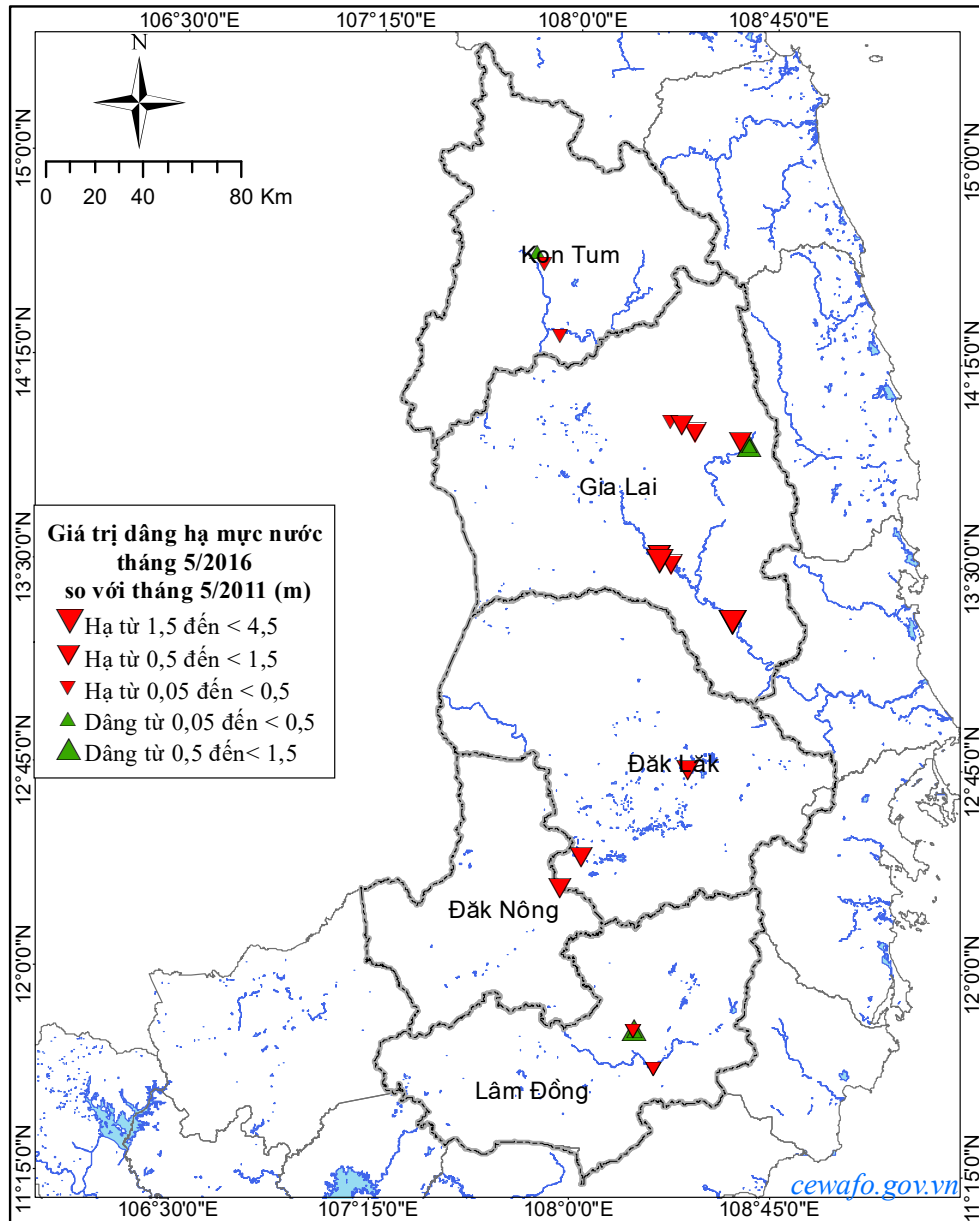 106°30'0"E 107°15'0"E 108°0'0"E 108°45'0"E
N
0 20 40 80 Km
15°0'0"N
15°0'0"N
Kon Tum
14°15'0"N
14°15'0"N
Gia Lai
Giá trị dâng hạ mực nước
tháng 5/2016
so với tháng 5/2011 (m)
Hạ từ 1,5 đến < 4,5
Hạ từ 0,5 đến < 1,5
Hạ từ 0,05 đến < 0,5
Dâng từ 0,05 đến < 0,5
Dâng từ 0,5 đến< 1,5
13°30'0"N
13°30'0"N
Đăk Lăk
12°45'0"N
12°45'0"N
Đăk Nông
12°0'0"N
12°0'0"N
Lâm Đồng
11°15'0"N
11°15'0"N
cewafo.gov.vn
106°30'0"E 107°15'0"E 108°0'0"E 108°45'0"E